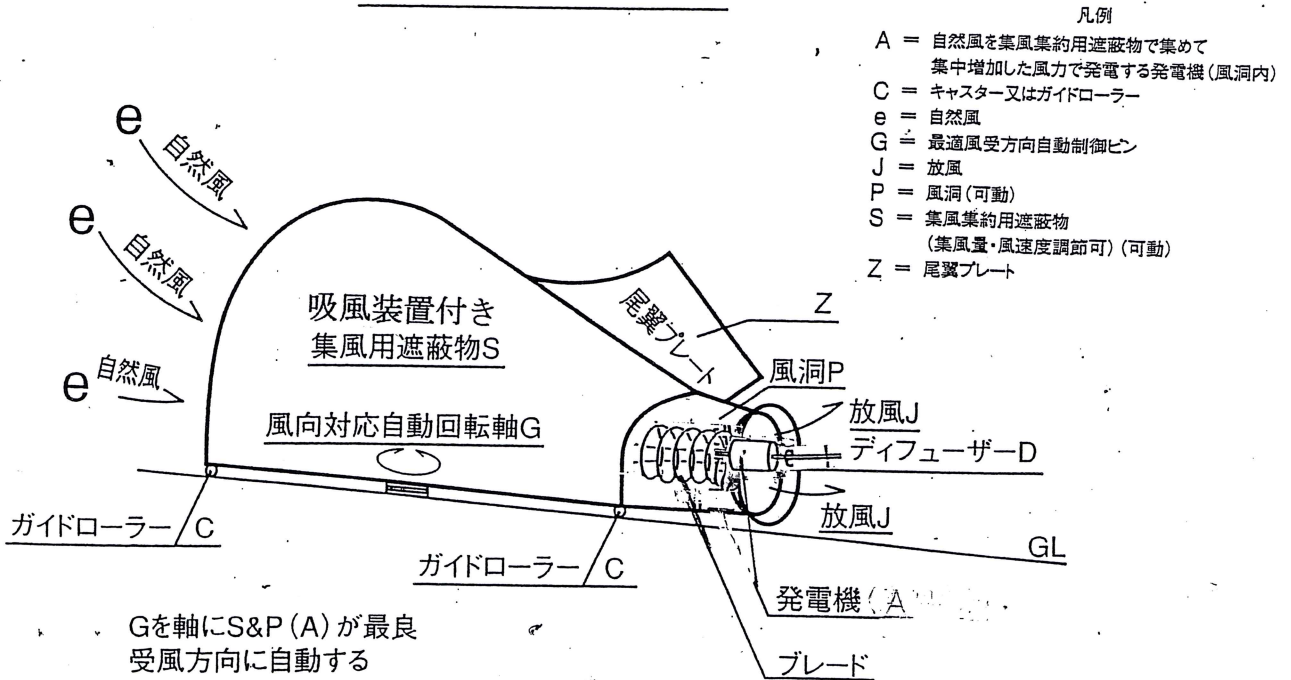 凡例
A = 自然風を集風集約用遮蔽物で集めて
集中増加した風力で発電する発電機(風洞内)
C = キャスター又はガイドローラー
e = 自然風
G = 最適風受方向自動制御ピン
J = 放風
P = 風洞(可動)
S = 集風集約用遮蔽物
(集風量・風速度調節可)(可動)
Z = 尾翼プレート
e
自然風
e
自然風
e
自然風
吸風装置付き
集風用遮蔽物S
尾翼プレート
Z
風洞P
風向対応自動回転軸G
放風J
e
ディフューザーD
放風J
GL
ガイドローラー/C
ガイドローラー/C
発電機(A
Gを軸にS&P(A)が最良
受風方向に自動する
ブレード